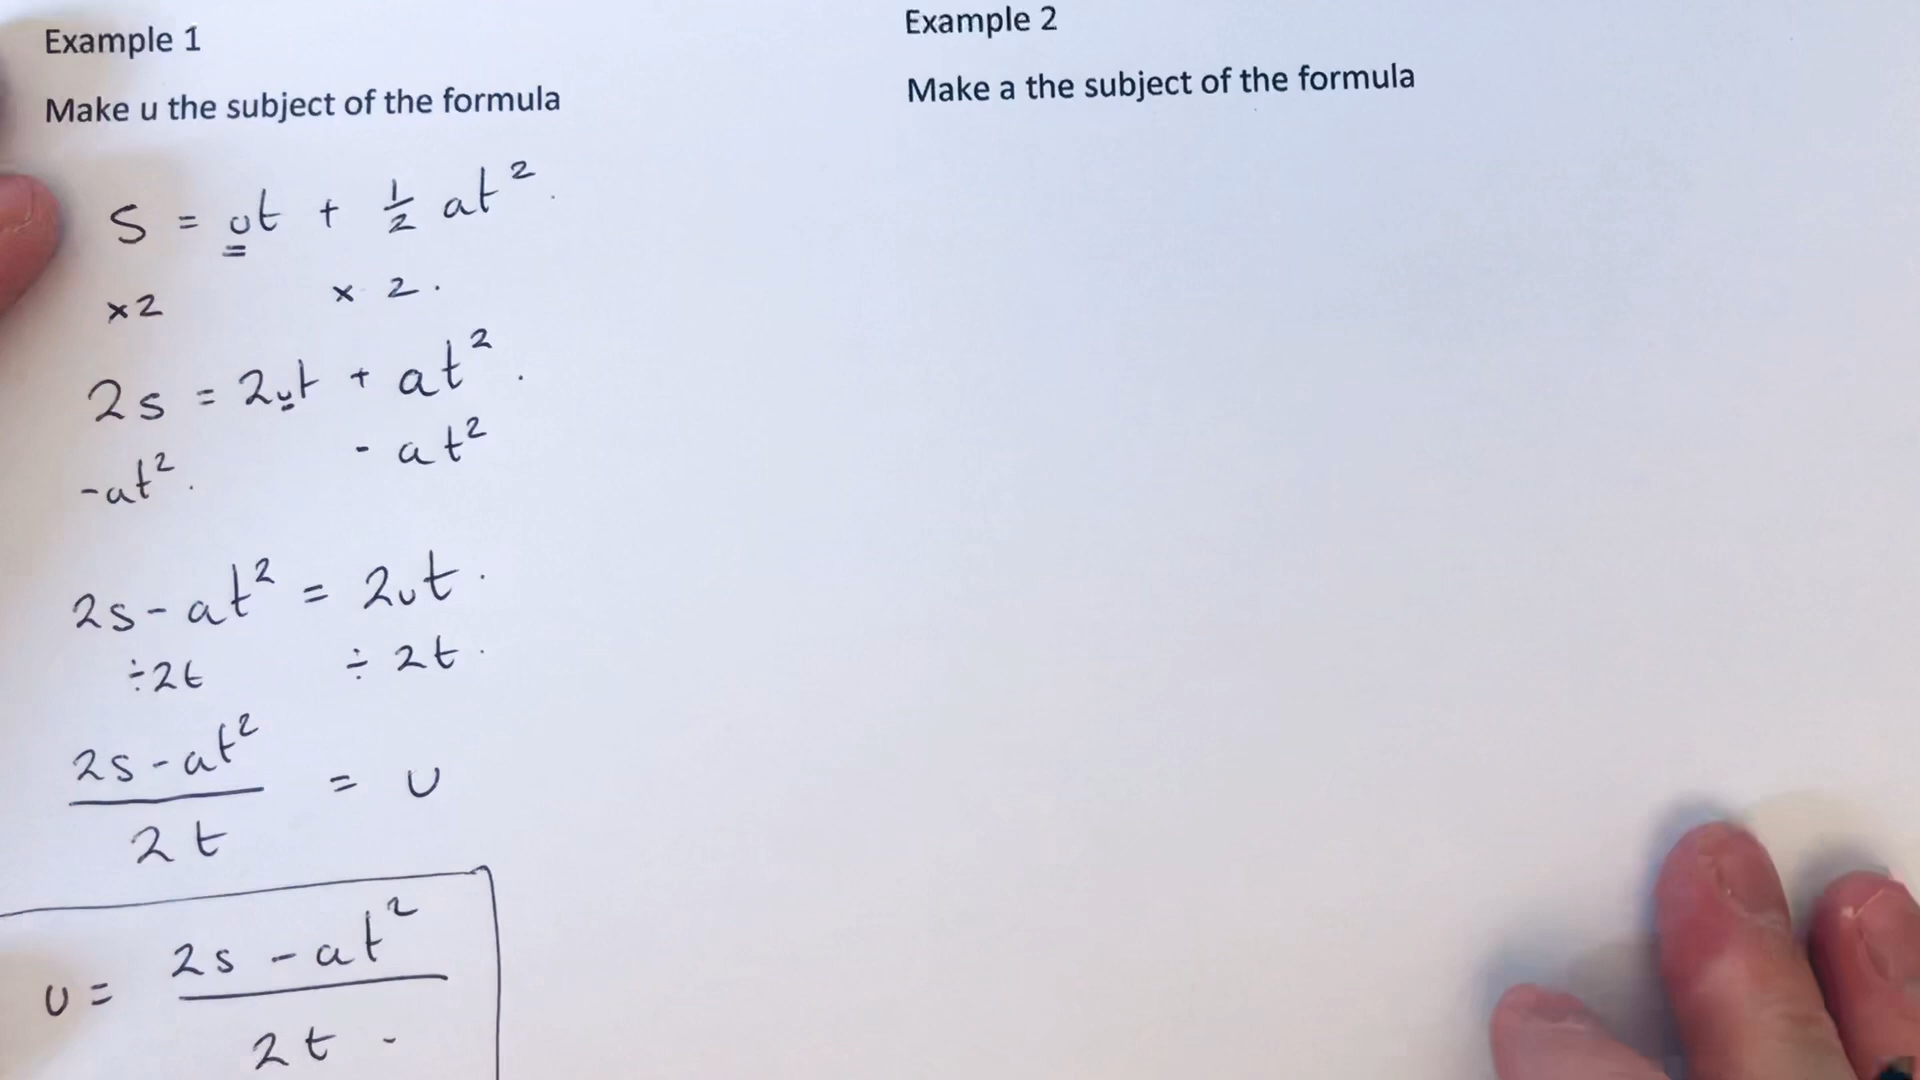 Example 1
Make u the subject of the formula
s = ut + 1/2 at²
×2 × 2.
2s = 2ut + at²
-at². - at²
2s - at² = 2ut.
÷2t ÷ 2t.
2s - at²
2t
= u
u = 2s - at²
2t
Example 2
Make a the subject of the formula